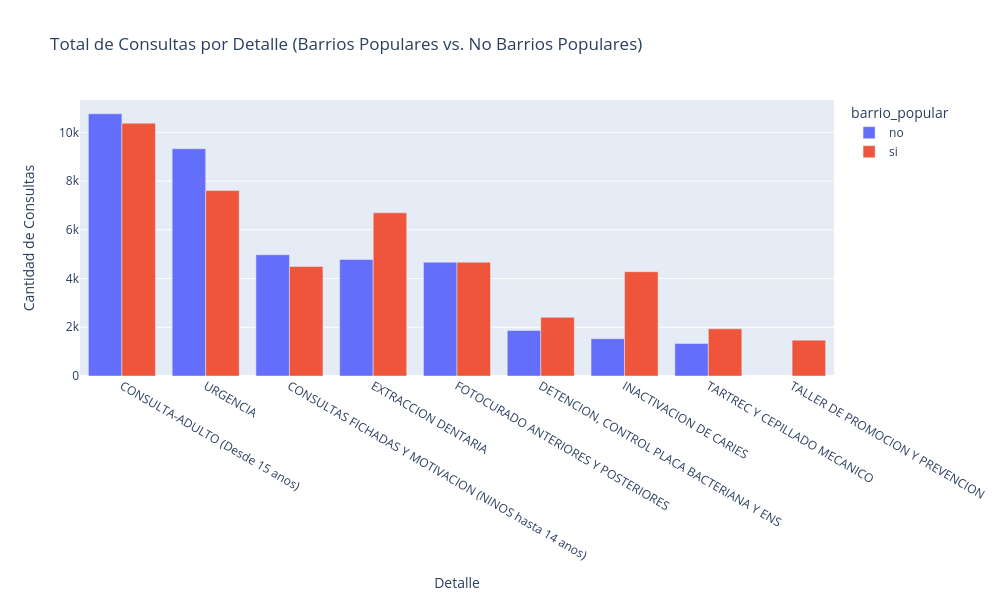 Total de Consultas por Detalle (Barrios Populares vs. No Barrios Populares)
barrio_popular
no
si
Cantidad de Consultas
10k
8k
6k
4k
2k
0
CONSULTA-ADULTO (Desde 15 anos)
URGENCIA
CONSULTAS FICHADAS Y MOTIVACION (NINOS hasta 14 anos)
EXTRACCION DENTARIA
FOTOCURADO ANTERIORES Y POSTERIORES
DETENCION, CONTROL PLACA BACTERIANA Y ENS
INACTIVACION DE CARIES
TARTREC Y CEPILLADO MECANICO
TALLER DE PROMOCION Y PREVENCION
Detalle